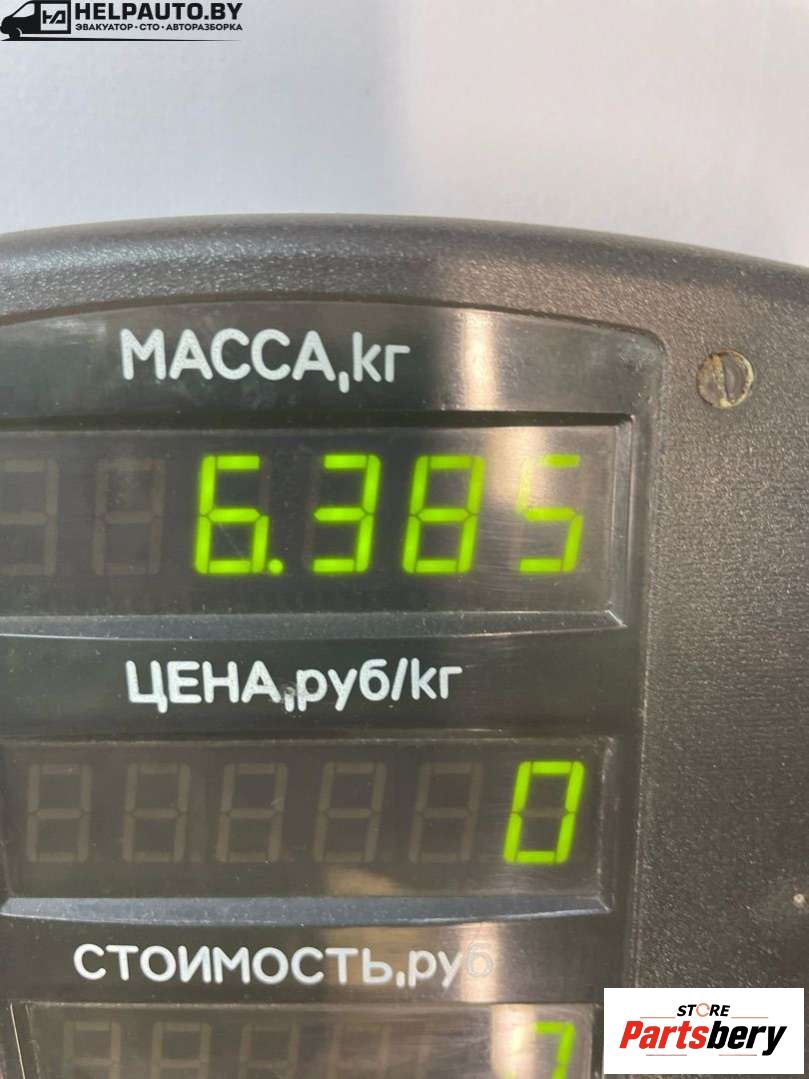 HELPAUTO.BY
ЭВАКУАТОР • СТО • АВТОРАЗБОРКА
МАССА,кг
6.385
ЦЕНА,руб/кг
0
СТОИМОСТЬ,руб
STORE
Partsbery